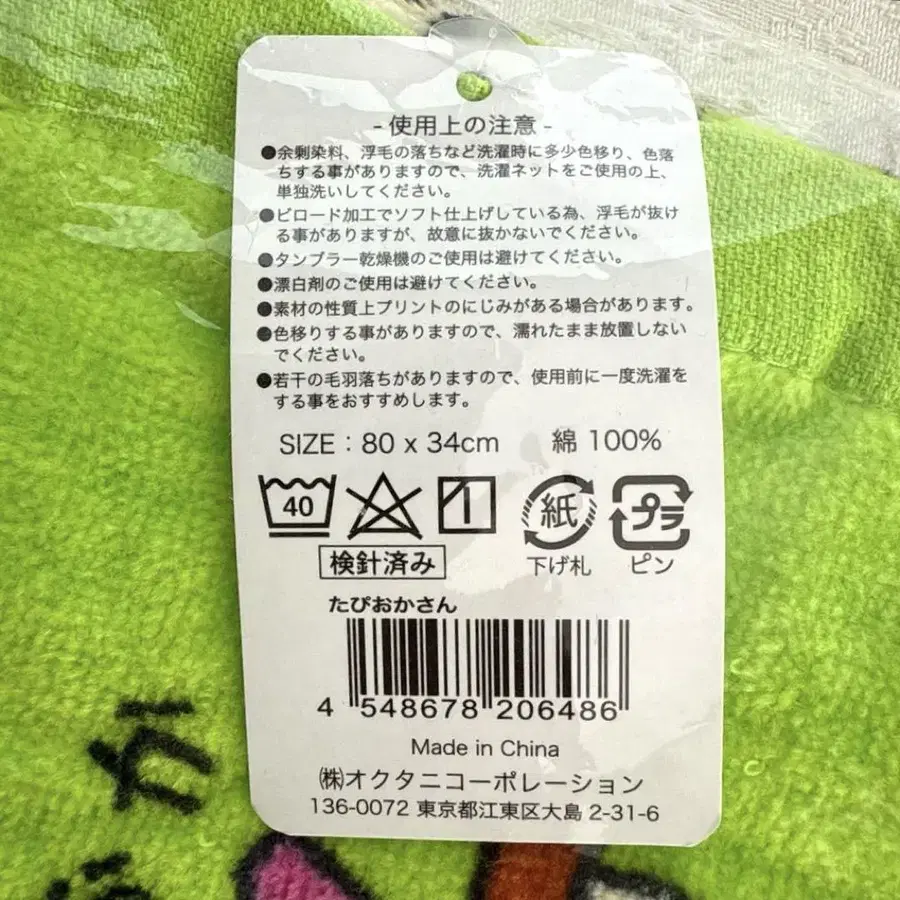 - 使用上の注意 -
●余剰染料、浮毛の落ちなど洗濯時に多少色移り、色落
ちする事がありますので、洗濯ネットをご使用の上、
単独洗いしてください。
●ビロード加工でソフト仕上げしている為、浮毛が抜け
る事がありますが、故意に抜かないでください。
●タンブラー乾燥機のご使用は避けてください。
●漂白剤のご使用は避けてください。
●素材の性質上プリントのにじみがある場合があります。
●色移りする事がありますので、濡れたまま放置しない
でください。
●若干の毛羽落ちがありますので、使用前に一度洗濯を
する事をおすすめします。
SIZE : 80 x 34cm 綿 100%
40 紙 プラ
検針済み 下げ札 ピン
たぴおかさん
4 548678 206486
Made in China
㈱オクタニコーポレーション
136-0072 東京都江東区大島 2-31-6
が